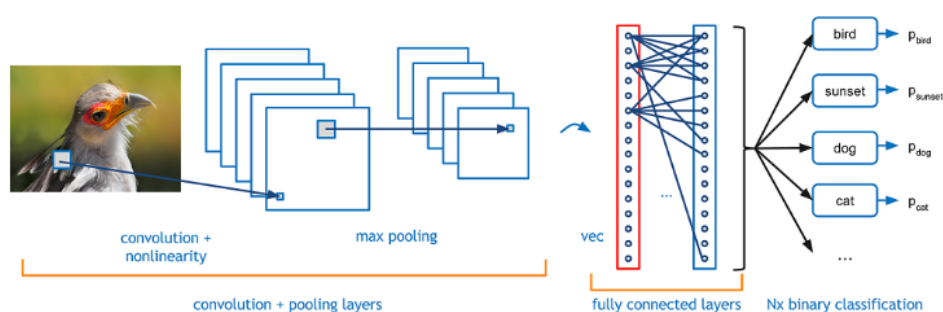 bird
p_bird
sunset
p_sunset
dog
p_dog
cat
p_cat
...
...
convolution +
nonlinearity
max pooling
vec
convolution + pooling layers
fully connected layers
Nx binary classification